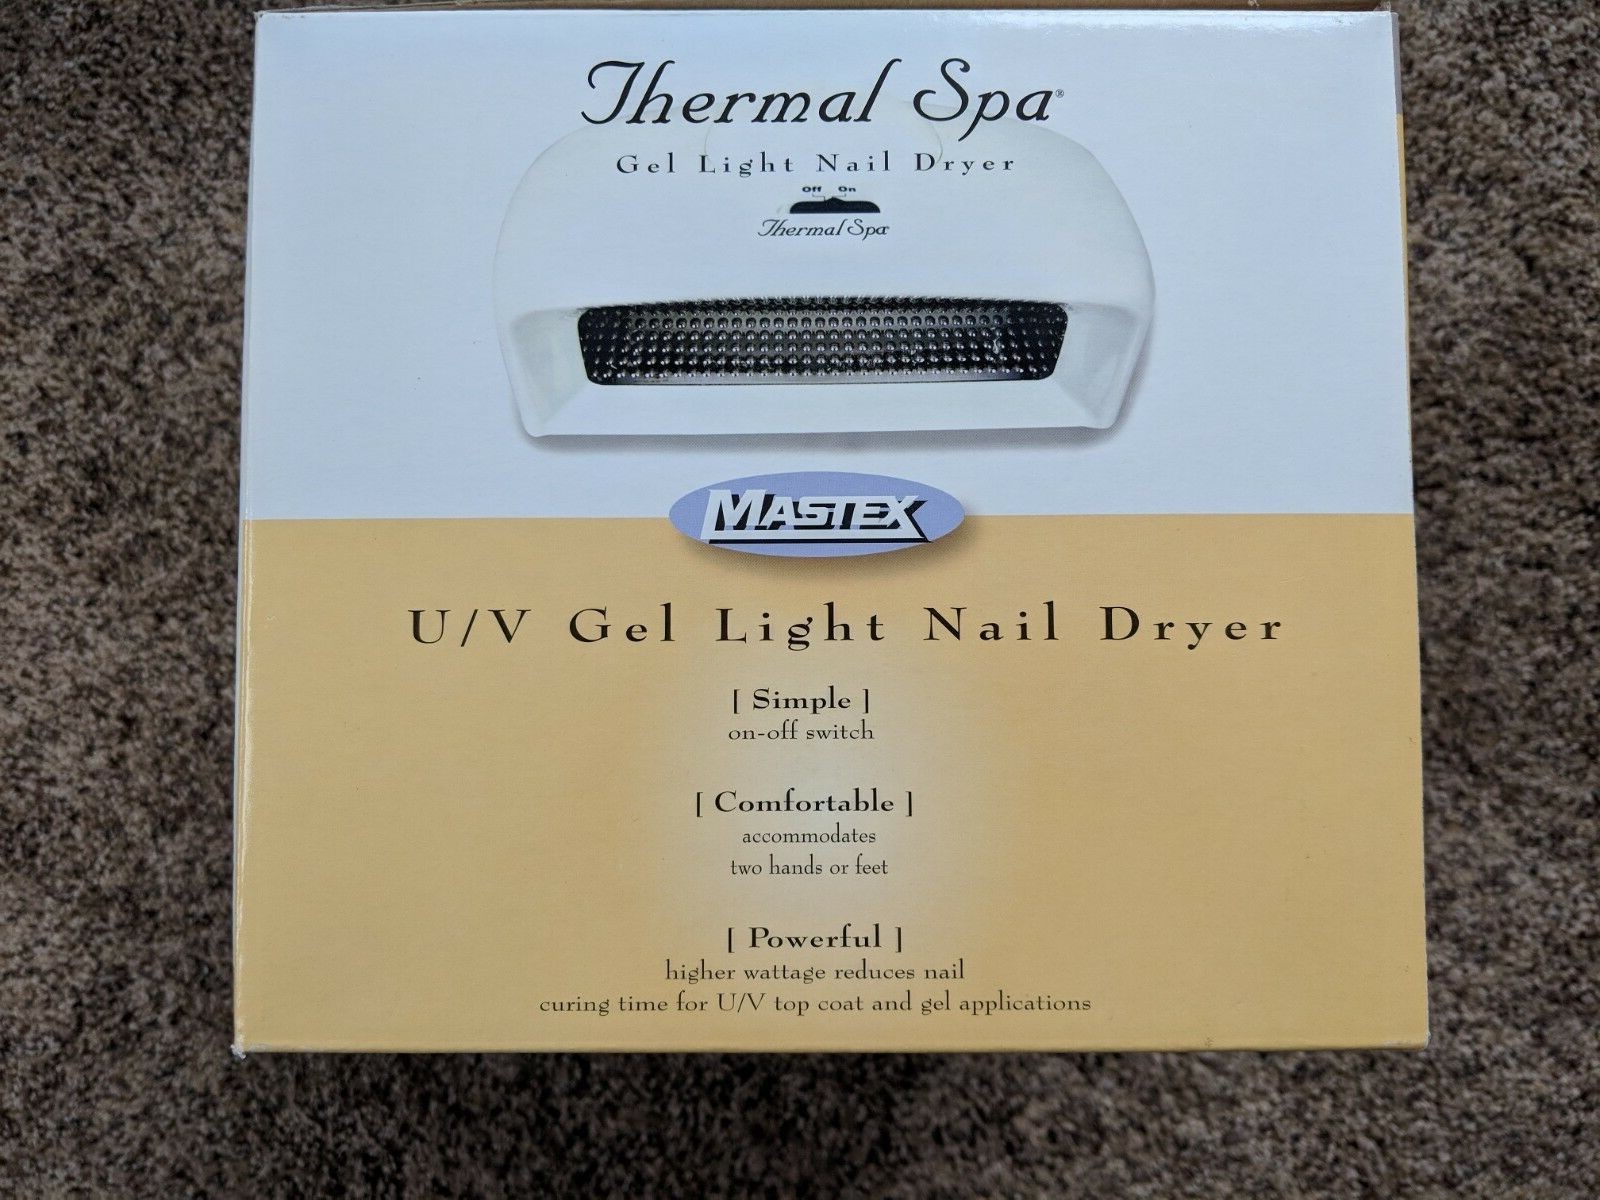 Thermal Spa®
Gel Light Nail Dryer
Off On
Thermal Spa
MASTEX
U/V Gel Light Nail Dryer
[ Simple ]
on-off switch
[ Comfortable ]
accommodates
two hands or feet
[ Powerful ]
higher wattage reduces nail
curing time for U/V top coat and gel applications